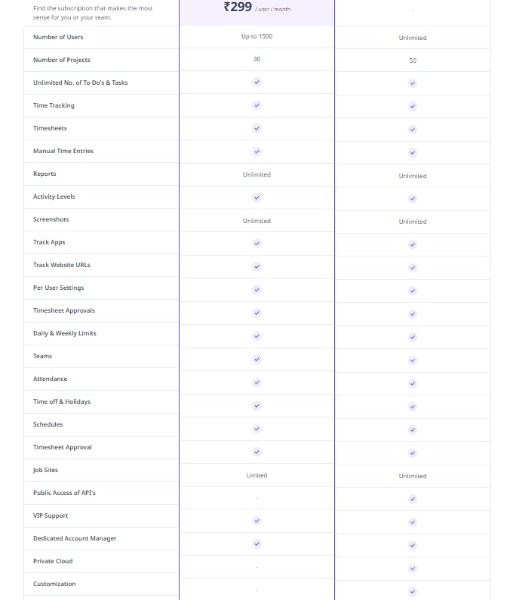 Find the subscription that makes the most
sense for you or your team.
₹299 / user / month
-
Number of Users Up to 1500 Unlimited
Number of Projects 30 50
Unlimited No. of To-Do's & Tasks
Time Tracking
Timesheets
Manual Time Entries
Reports Unlimited Unlimited
Activity Levels
Screenshots Unlimited Unlimited
Track Apps
Track Website URLs
Per User Settings
Timesheet Approvals
Daily & Weekly Limits
Teams
Attendance
Time off & Holidays
Schedules
Timesheet Approval
Job Sites Limited Unlimited
Public Access of API's -
VIP Support
Dedicated Account Manager
Private Cloud -
Customization -